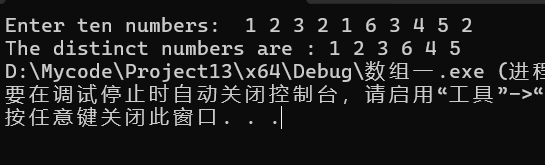 Enter ten numbers:  1 2 3 2 1 6 3 4 5 2
The distinct numbers are : 1 2 3 6 4 5
D:\Mycode\Project13\x64\Debug\数组一.exe (进程
要在调试停止时自动关闭控制台，请启用“工具”->“
按任意键关闭此窗口. . .